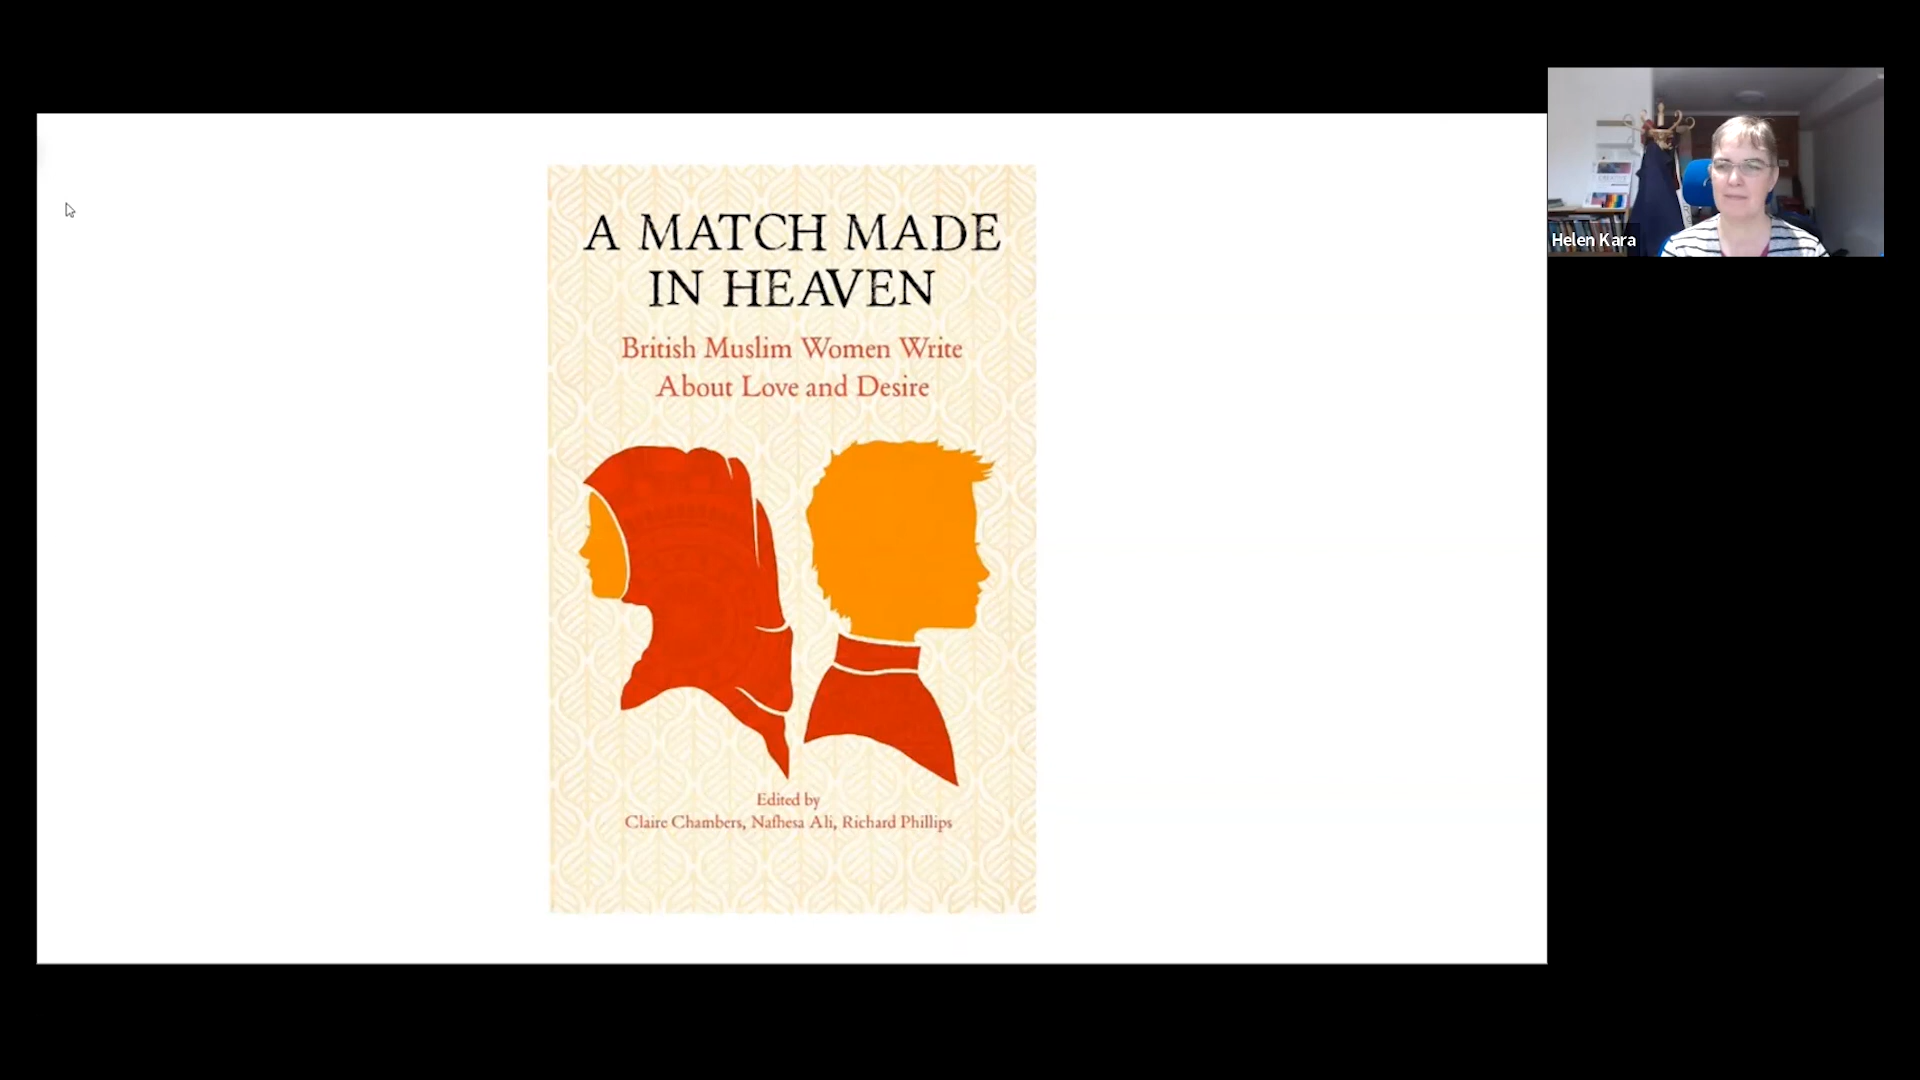 A MATCH MADE
IN HEAVEN
British Muslim Women Write
About Love and Desire
Edited by
Claire Chambers, Nafhesa Ali, Richard Phillips
Helen Kara